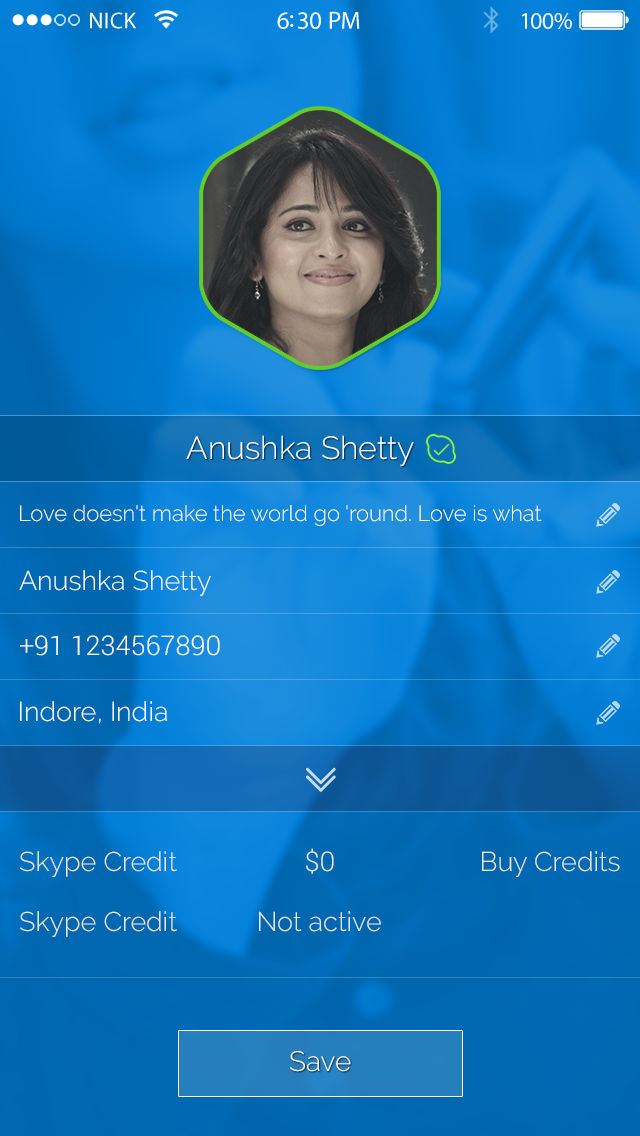 NICK 6:30 PM 100%
Anushka Shetty
Love doesn't make the world go 'round. Love is what
Anushka Shetty
+91 1234567890
Indore, India
Skype Credit $0 Buy Credits
Skype Credit Not active
Save